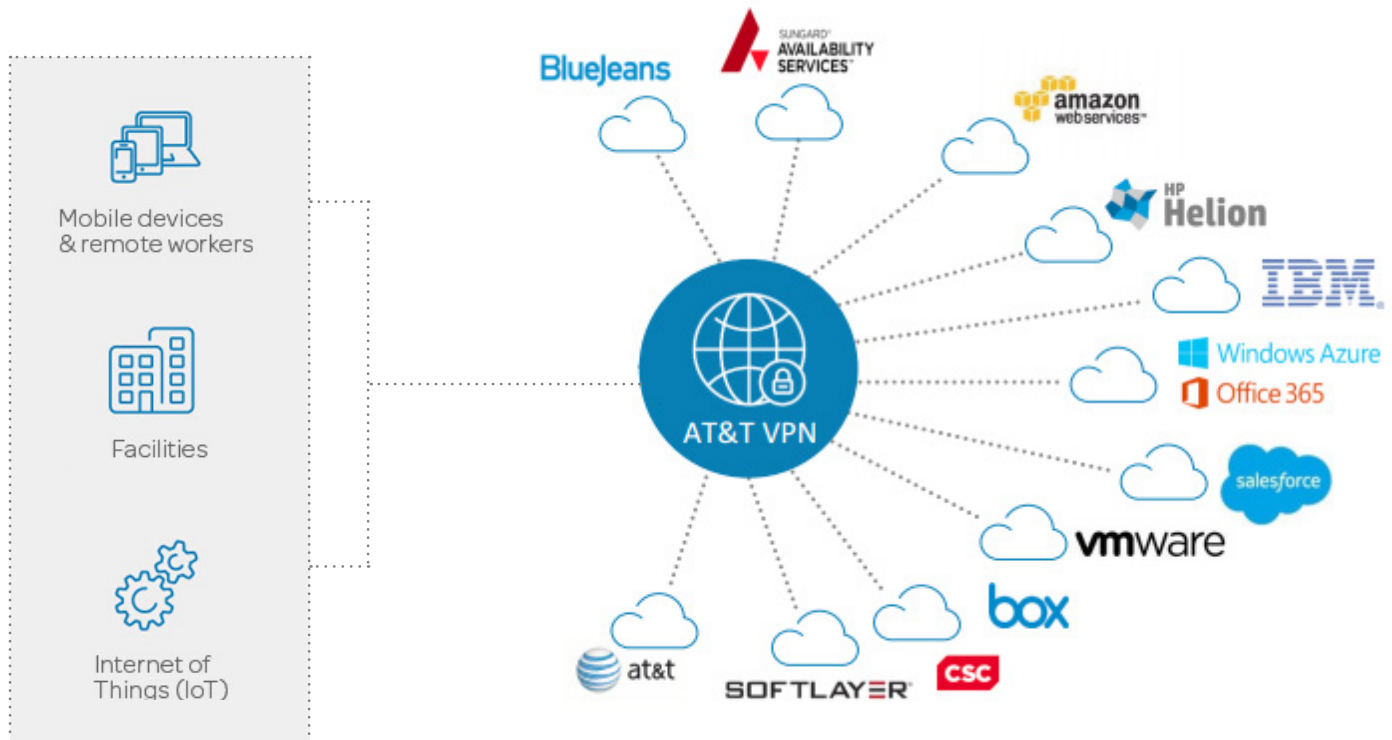 Mobile devices
& remote workers
Facilities
Internet of
Things (IoT)
AT&T VPN
BlueJeans
SUNGARD®
AVAILABILITY
SERVICES™
amazon
webservices™
HP
Helion
IBM®
Windows Azure
Office 365
salesforce
vmware
box
CSC
SOFTLAYER®
at&t